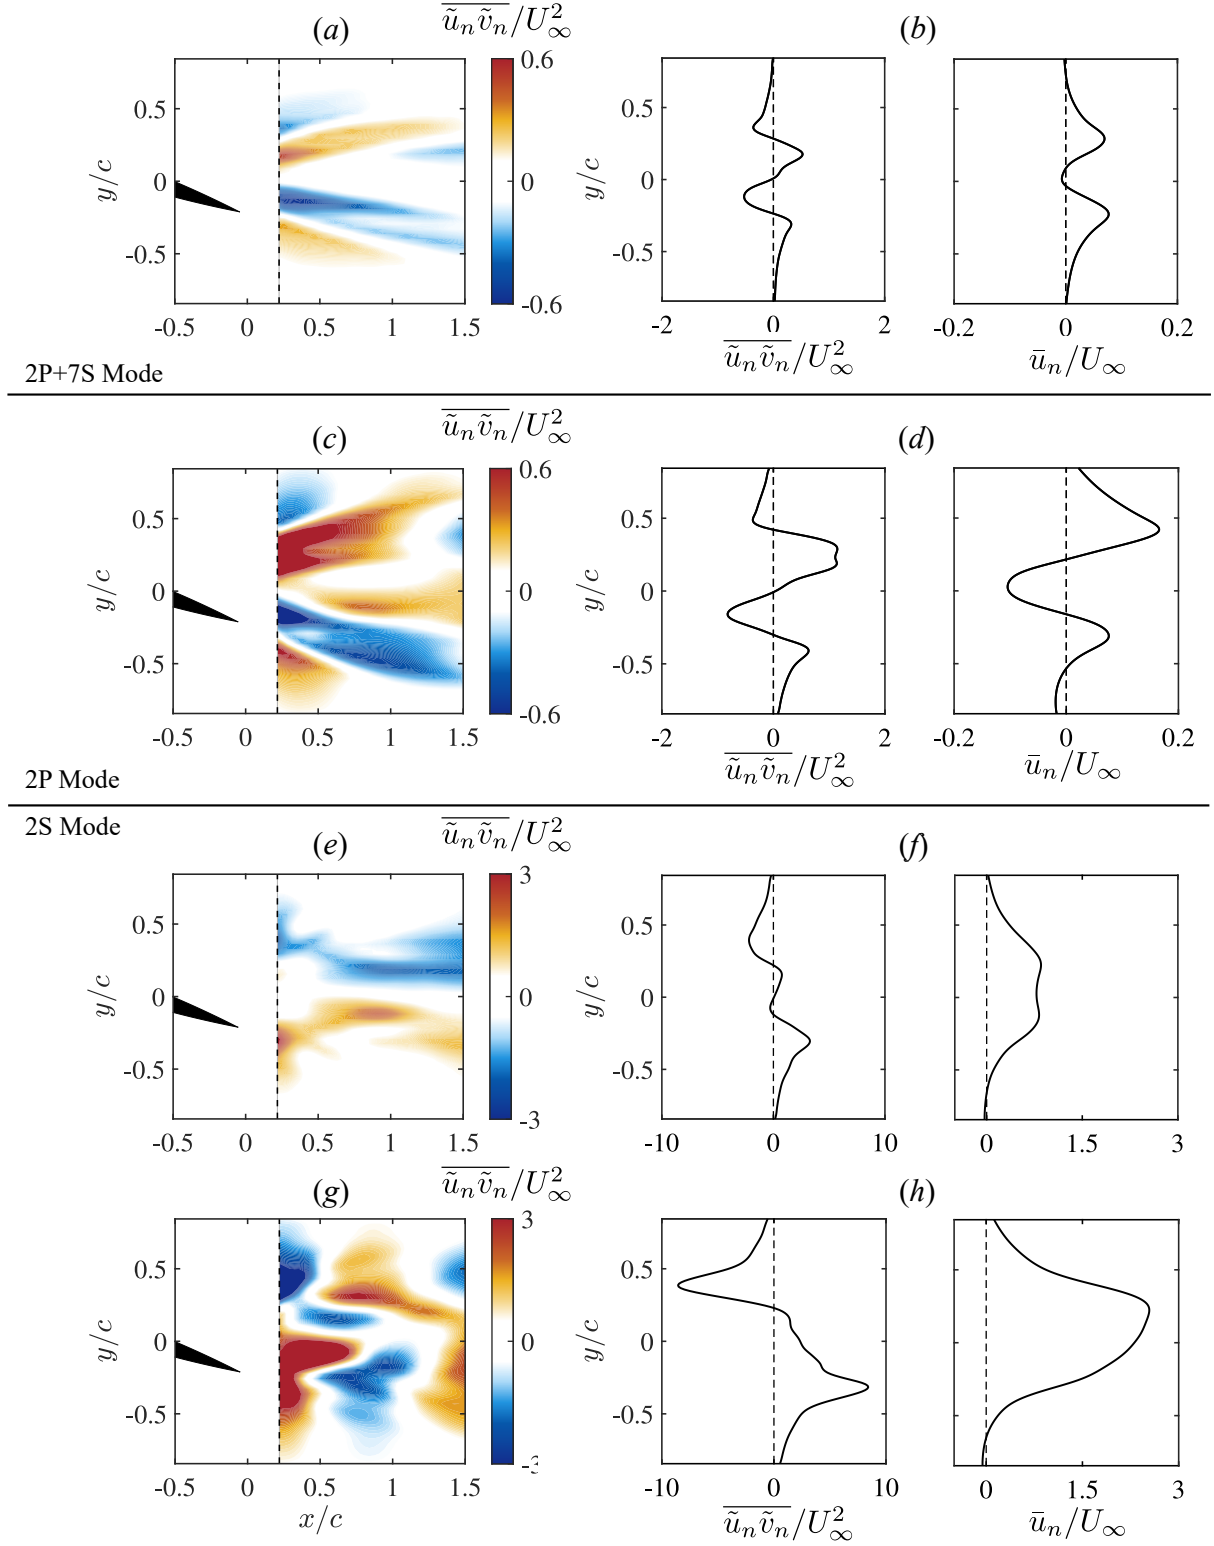 (a) $\overline{\tilde{u}_n\tilde{v}_n}/U_\infty^2$ (b)
0.6
0.5 0.5 0.5
y/c 0 0 y/c 0 0
-0.5 -0.5 -0.5
-0.6
-0.5 0 0.5 1 1.5 -2 0 2 -0.2 0 0.2
$\overline{\tilde{u}_n\tilde{v}_n}/U_\infty^2$ $\bar{u}_n/U_\infty$
2P+7S Mode
(c) $\overline{\tilde{u}_n\tilde{v}_n}/U_\infty^2$ (d)
0.6
0.5 0.5
y/c 0 0 y/c 0
-0.5 -0.5
-0.6
-0.5 0 0.5 1 1.5 -2 0 2 -0.2 0 0.2
$\overline{\tilde{u}_n\tilde{v}_n}/U_\infty^2$ $\bar{u}_n/U_\infty$
2P Mode
2S Mode
(e) $\overline{\tilde{u}_n\tilde{v}_n}/U_\infty^2$ (f)
3
0.5 0.5
y/c 0 0 y/c 0
-0.5 -0.5
-3
-0.5 0 0.5 1 1.5 -10 0 10 0 1.5 3
(g) $\overline{\tilde{u}_n\tilde{v}_n}/U_\infty^2$ (h)
3
0.5 0.5
y/c 0 0 y/c 0
-0.5 -0.5
-3
-0.5 0 0.5 1 1.5 -10 0 10 0 1.5 3
x/c $\overline{\tilde{u}_n\tilde{v}_n}/U_\infty^2$ $\bar{u}_n/U_\infty$